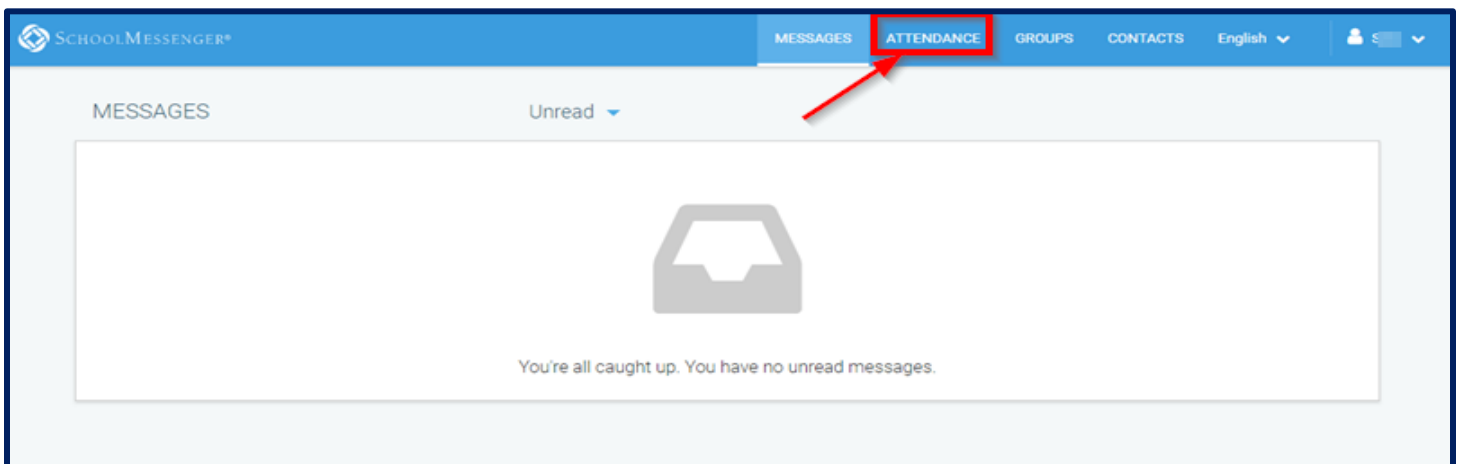 SCHOOLMESSENGER® MESSAGES ATTENDANCE GROUPS CONTACTS English
MESSAGES Unread
You're all caught up. You have no unread messages.